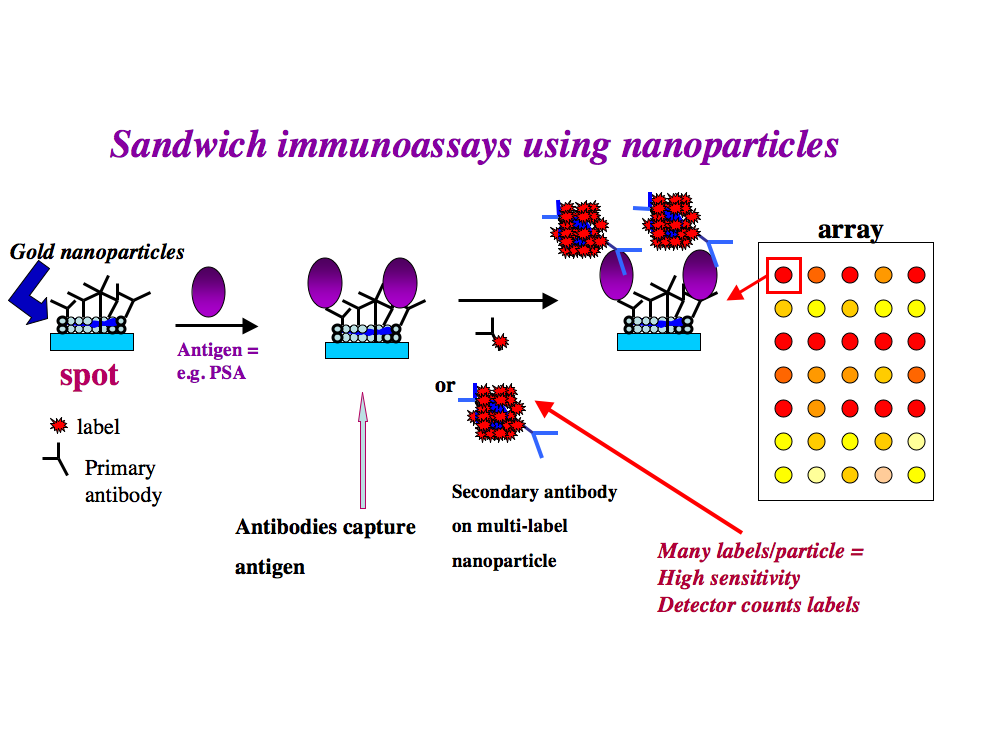 Sandwich immunoassays using nanoparticles
Gold nanoparticles
spot
label
Primary
antibody
Antigen =
e.g. PSA
Antibodies capture
antigen
or
Secondary antibody
on multi-label
nanoparticle
array
Many labels/particle =
High sensitivity
Detector counts labels